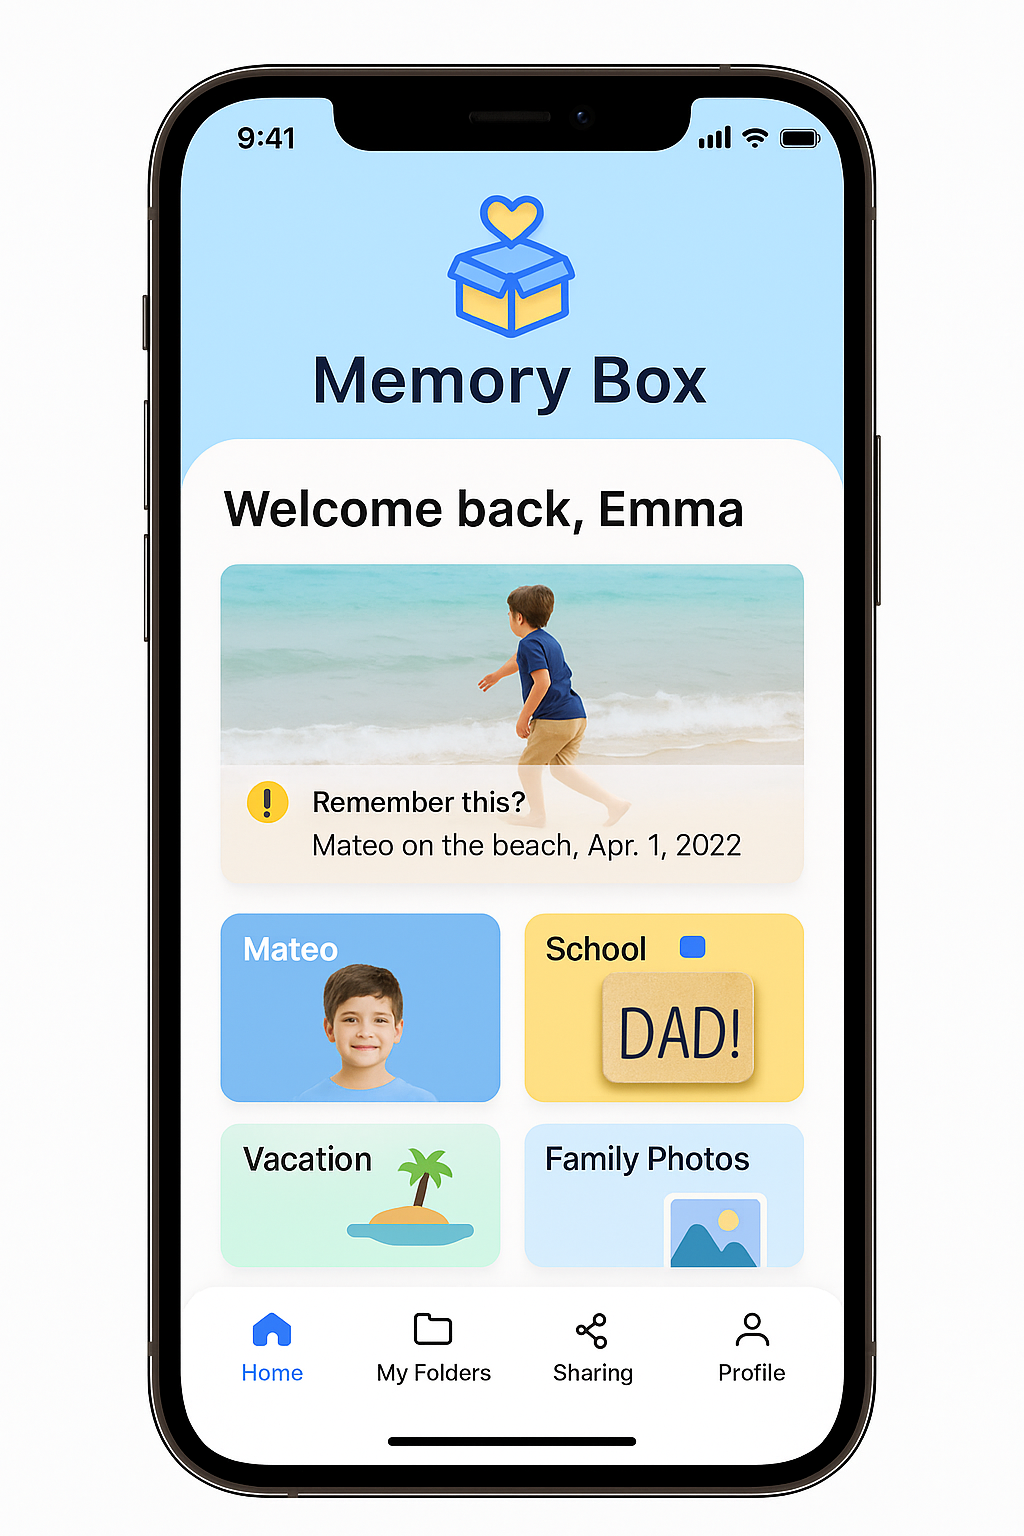 9:41
Memory Box
Welcome back, Emma
Remember this?
Mateo on the beach, Apr. 1, 2022
Mateo
School
DAD!
Vacation
Family Photos
Home
My Folders
Sharing
Profile